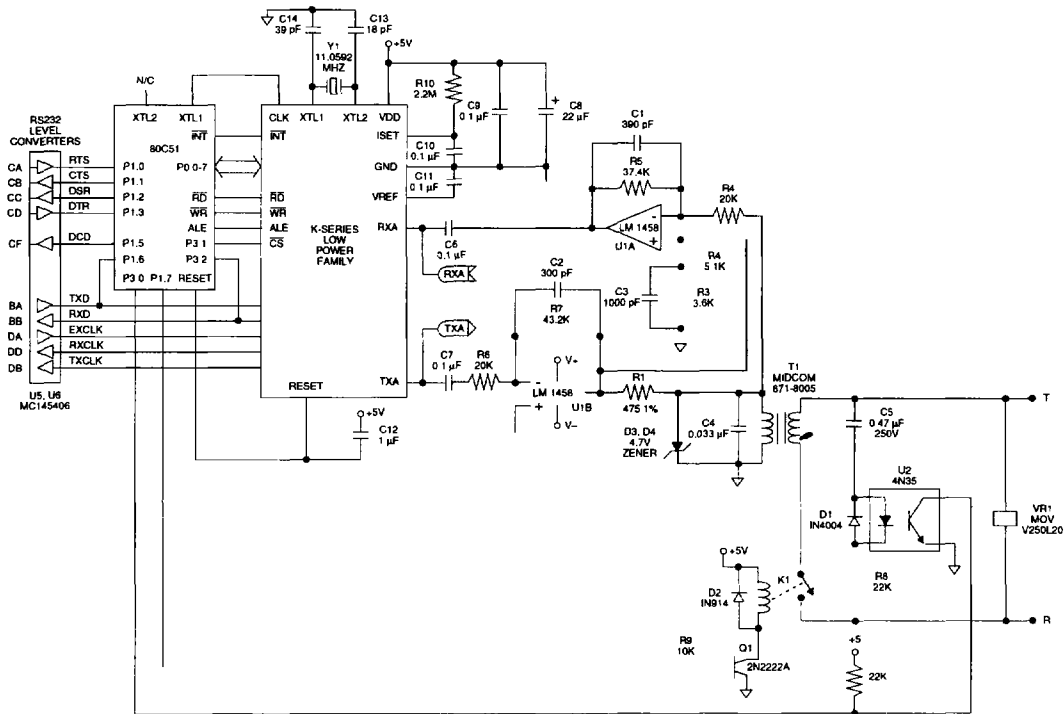 C14
39 pF
C13
18 pF
Y1
11.0592
MHZ
+5V
N/C
R10
2.2M
C9
0.1 µF
C8
22 µF
+
C1
390 pF
R5
37.4K
R4
20K
RS232
LEVEL
CONVERTERS
XTL2
XTL1
80C51
INT
P0.0-7
RD
WR
ALE
P3.1
P3.2
RESET
P1.0
P1.1
P1.2
P1.3
P1.5
P1.6
P3.0
P1.7
CLK
XTL1
XTL2
VDD
INT
ISET
GND
VREF
RD
WR
ALE
CS
RXA
K-SERIES
LOW
POWER
FAMILY
TXA
RESET
C10
0.1 µF
C11
0.1 µF
CA
RTS
CB
CTS
CC
DSR
CD
DTR
CF
DCD
BA
TXD
BB
RXD
DA
EXCLK
DD
RXCLK
DB
TXCLK
U5, U6
MC145406
C6
0.1 µF
RXA
-
LM 1458
+
U1A
R4
5.1K
C2
300 pF
C3
1000 pF
R3
3.6K
R7
43.2K
TXA
C7
0.1 µF
R6
20K
V+
-
LM 1458
+
U1B
V–
R1
475 1%
T1
MIDCOM
671-8005
+5V
C12
1 µF
D3, D4
4.7V
ZENER
C4
0.033 µF
C5
0.47 µF
250V
T
U2
4N35
D1
IN4004
VR1
MOV
V250L20
R8
22K
+5V
D2
IN914
K1
R
R9
10K
Q1
2N2222A
+5
22K